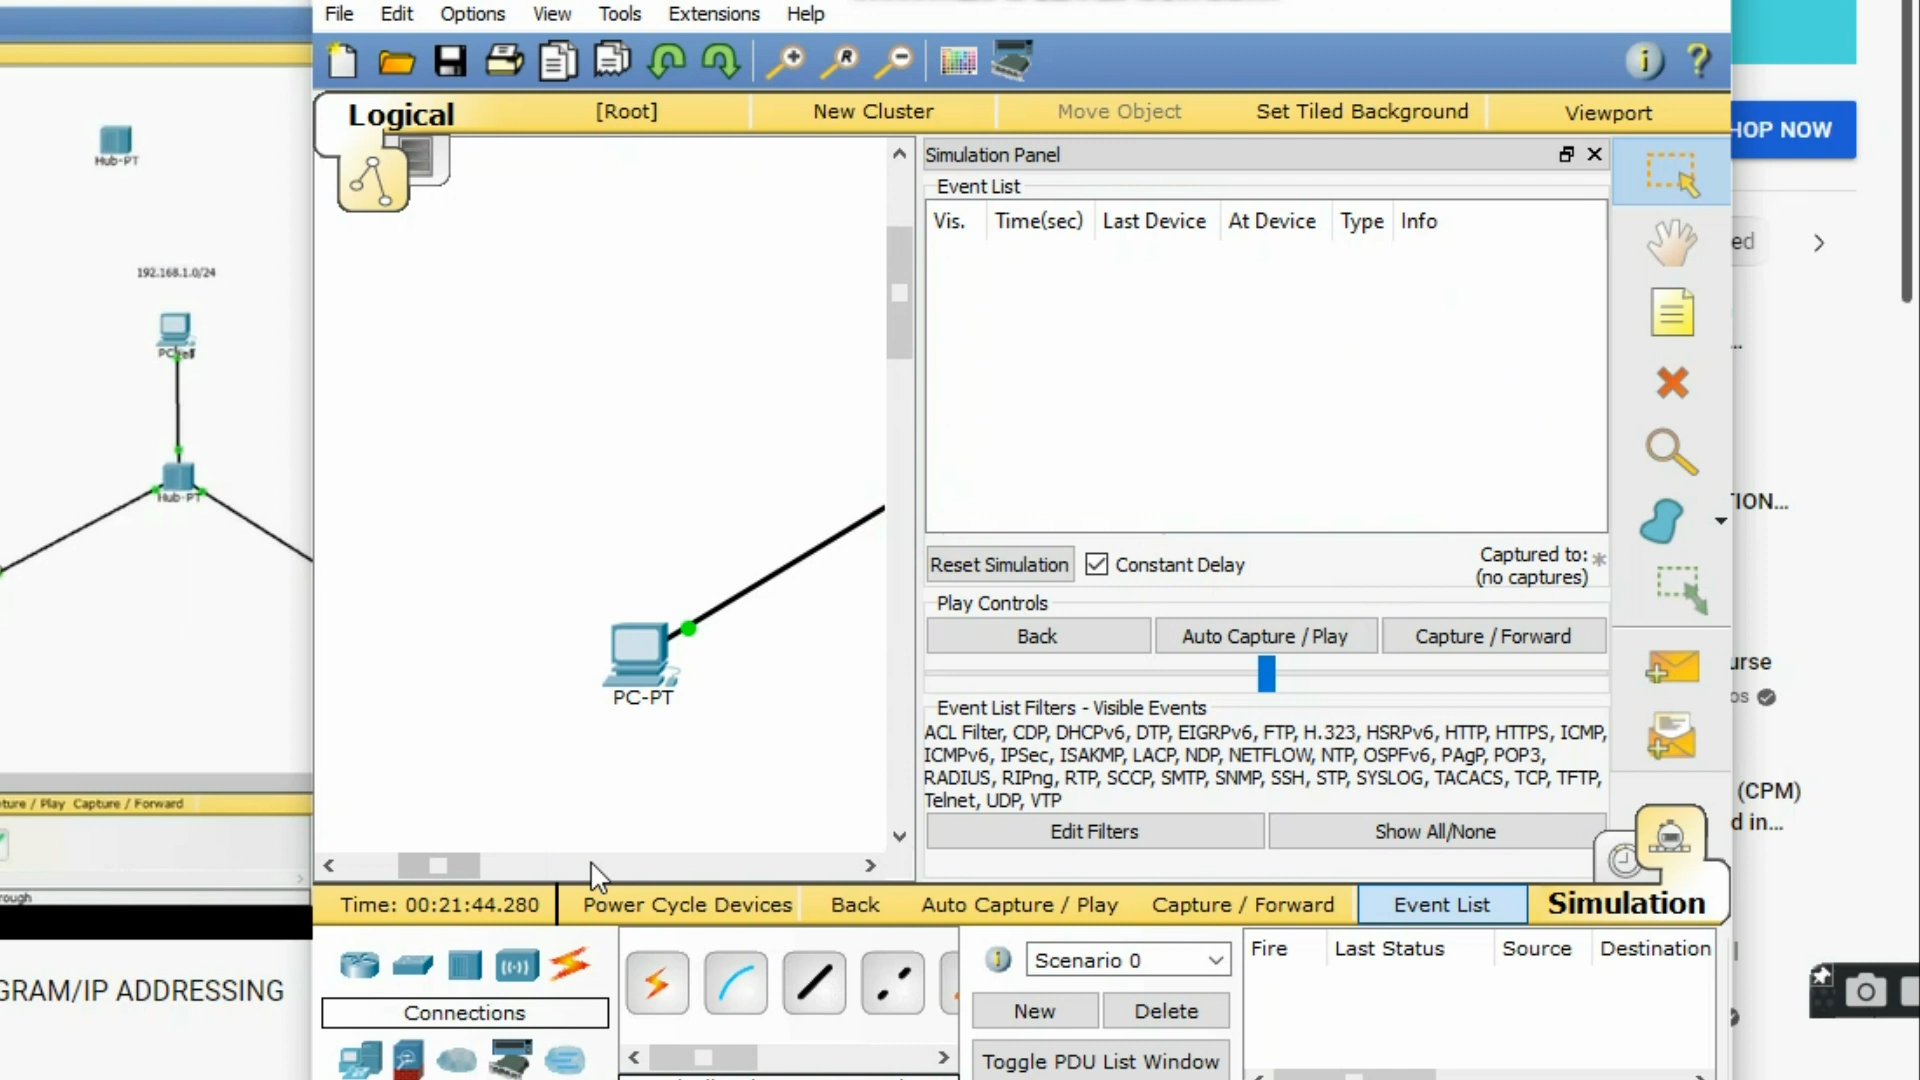 File Edit Options View Tools Extensions Help
Logical [Root] New Cluster Move Object Set Tiled Background Viewport
HOP NOW
Hub-PT
Simulation Panel
Event List
Vis. Time(sec) Last Device At Device Type Info
ed
192.168.1.0/24
Hub-PT
TION...
Reset Simulation Constant Delay Captured to: *
(no captures)
Play Controls
Back Auto Capture / Play Capture / Forward
PC-PT
urse
os
Event List Filters - Visible Events
ACL Filter, CDP, DHCPv6, DTP, EIGRPv6, FTP, H.323, HSRPv6, HTTP, HTTPS, ICMP,
ICMPv6, IPSec, ISAKMP, LACP, NDP, NETFLOW, NTP, OSPFv6, PAgP, POP3,
RADIUS, RIPng, RTP, SCCP, SMTP, SNMP, SSH, STP, SYSLOG, TACACS, TCP, TFTP,
Telnet, UDP, VTP
(CPM)
d in...
ture / Play Capture / Forward
Edit Filters Show All/None
rough
Time: 00:21:44.280 Power Cycle Devices Back Auto Capture / Play Capture / Forward Event List Simulation
GRAM/IP ADDRESSING
Connections
Scenario 0
New Delete
Toggle PDU List Window
Fire Last Status Source Destination